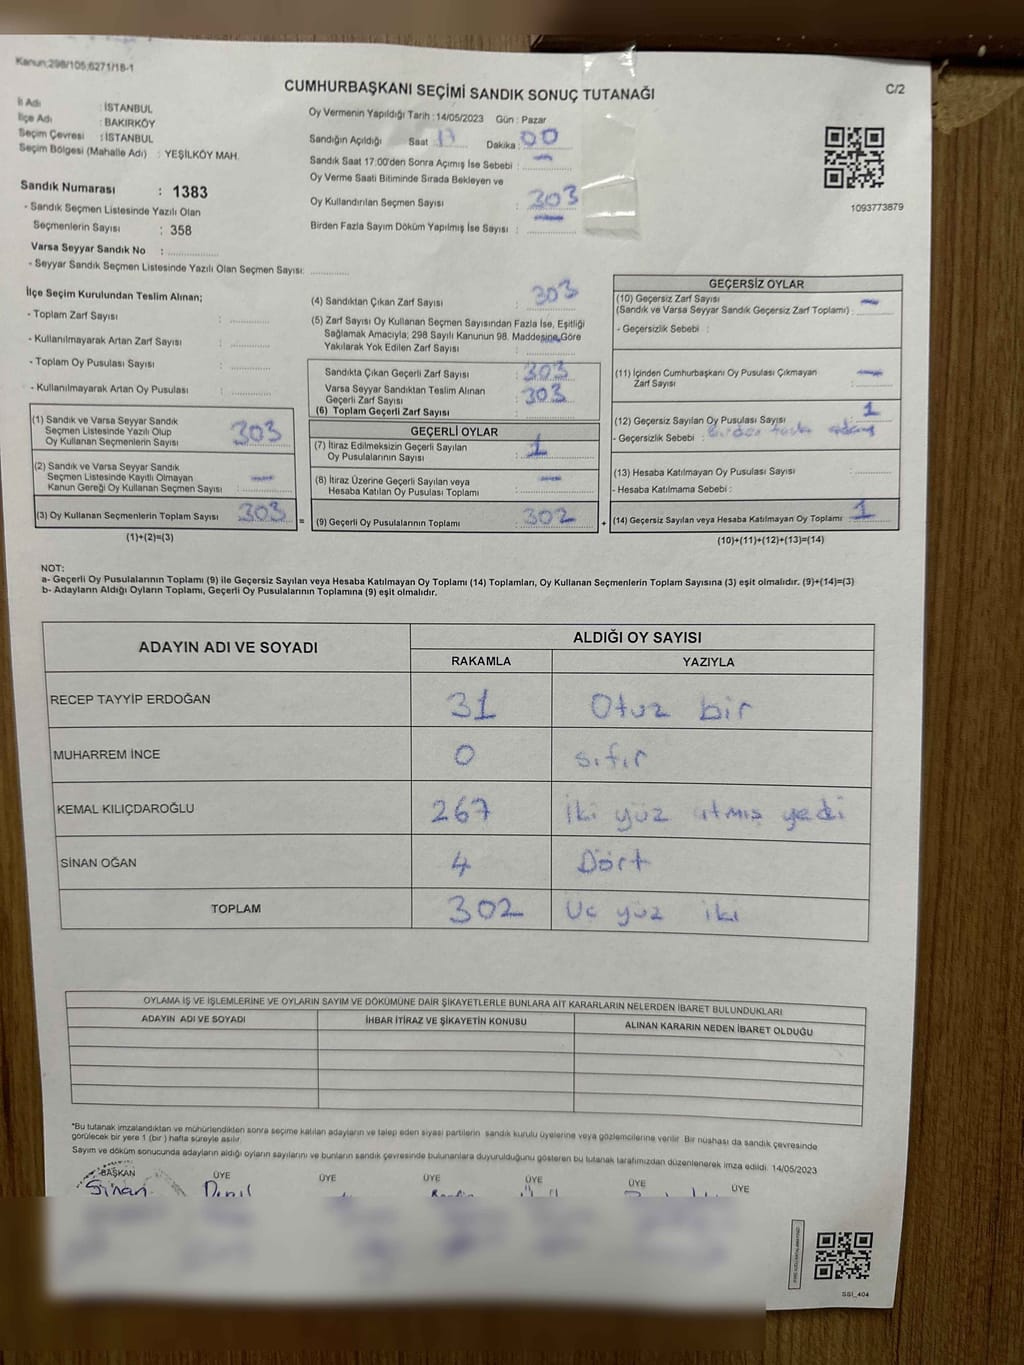 Kanun:298/105;6271/18-1
C/2
CUMHURBAŞKANI SEÇİMİ SANDIK SONUÇ TUTANAĞI
İl Adı : İSTANBUL
İlçe Adı : BAKIRKÖY
Seçim Çevresi : İSTANBUL
Seçim Bölgesi (Mahalle Adı) : YEŞİLKÖY MAH.
Sandık Numarası : 1383
- Sandık Seçmen Listesinde Yazılı Olan
Seçmenlerin Sayısı : 358
Varsa Seyyar Sandık No :
- Seyyar Sandık Seçmen Listesinde Yazılı Olan Seçmen Sayısı:
Oy Vermenin Yapıldığı Tarih :14/05/2023 Gün : Pazar
Sandığın Açıldığı Saat : 17 Dakika : 00
Sandık Saat 17:00'den Sonra Açımış İse Sebebi : —
Oy Verme Saati Bitiminde Sırada Bekleyen ve
Oy Kullandırılan Seçmen Sayısı : 303
Birden Fazla Sayım Döküm Yapılmış İse Sayısı : —
1093773879
İlçe Seçim Kurulundan Teslim Alınan;
- Toplam Zarf Sayısı :
- Kullanılmayarak Artan Zarf Sayısı :
- Toplam Oy Pusulası Sayısı :
- Kullanılmayarak Artan Oy Pusulası :
(1) Sandık ve Varsa Seyyar Sandık
Seçmen Listesinde Yazılı Olup
Oy Kullanan Seçmenlerin Sayısı 303
(2) Sandık ve Varsa Seyyar Sandık
Seçmen Listesinde Kayıtlı Olmayan
Kanun Gereği Oy Kullanan Seçmen Sayısı : —
(3) Oy Kullanan Seçmenlerin Toplam Sayısı 303
(1)+(2)=(3)
(4) Sandıktan Çıkan Zarf Sayısı : 303
(5) Zarf Sayısı Oy Kullanan Seçmen Sayısından Fazla İse, Eşitliği
Sağlamak Amacıyla; 298 Sayılı Kanunun 98. Maddesine Göre
Yakılarak Yok Edilen Zarf Sayısı : —
Sandıkta Çıkan Geçerli Zarf Sayısı : 303
Varsa Seyyar Sandıktan Teslim Alınan
Geçerli Zarf Sayısı : 303
(6) Toplam Geçerli Zarf Sayısı :
GEÇERLİ OYLAR
(7) İtiraz Edilmeksizin Geçerli Sayılan
Oy Pusulalarının Sayısı : 1
(8) İtiraz Üzerine Geçerli Sayılan veya
Hesaba Katılan Oy Pusulası Toplamı : —
= (9) Geçerli Oy Pusulalarının Toplamı : 302
GEÇERSİZ OYLAR
(10) Geçersiz Zarf Sayısı —
(Sandık ve Varsa Seyyar Sandık Geçersiz Zarf Toplamı) :
- Geçersizlik Sebebi :
(11) İçinden Cumhurbaşkanı Oy Pusulası Çıkmayan
Zarf Sayısı : —
(12) Geçersiz Sayılan Oy Pusulası Sayısı : 1
- Geçersizlik Sebebi : Birden fazla
(13) Hesaba Katılmayan Oy Pusulası Sayısı :
- Hesaba Katılmama Sebebi :
+ (14) Geçersiz Sayılan veya Hesaba Katılmayan Oy Toplamı : 1
(10)+(11)+(12)+(13)=(14)
NOT:
a- Geçerli Oy Pusulalarının Toplamı (9) ile Geçersiz Sayılan veya Hesaba Katılmayan Oy Toplamı (14) Toplamları, Oy Kullanan Seçmenlerin Toplam Sayısına (3) eşit olmalıdır. (9)+(14)=(3)
b- Adayların Aldığı Oyların Toplamı, Geçerli Oy Pusulalarının Toplamına (9) eşit olmalıdır.
ADAYIN ADI VE SOYADI ALDIĞI OY SAYISI
RAKAMLA YAZIYLA
RECEP TAYYİP ERDOĞAN 31 Otuz bir
MUHARREM İNCE 0 sıfır
KEMAL KILIÇDAROĞLU 267 İki yüz atmış yedi
SİNAN OĞAN 4 Dört
TOPLAM 302 Uc yüz iki
OYLAMA İŞ VE İŞLEMLERİNE VE OYLARIN SAYIM VE DÖKÜMÜNE DAİR ŞİKAYETLERLE BUNLARA AİT KARARLARIN NELERDEN İBARET BULUNDUKLARI
ADAYIN ADI VE SOYADI İHBAR İTİRAZ VE ŞİKAYETİN KONUSU ALINAN KARARIN NEDEN İBARET OLDUĞU
*Bu tutanak imzalandıktan ve mühürlendikten sonra seçime katılan adayların ve talep eden siyasi partilerin sandık kurulu üyelerine veya gözlemcilerine verilir. Bir nüshası da sandık çevresinde
görülecek bir yere 1 (bir) hafta süreyle asılır.
Sayım ve döküm sonucunda adayların aldığı oyların sayılarını ve bunların sandık çevresinde bulunanlara duyurulduğunu gösteren bu tutanak tarafımızdan düzenlenerek imza edildi. 14/05/2023
BAŞKAN ÜYE ÜYE ÜYE ÜYE ÜYE ÜYE
Sinan
SSI_404